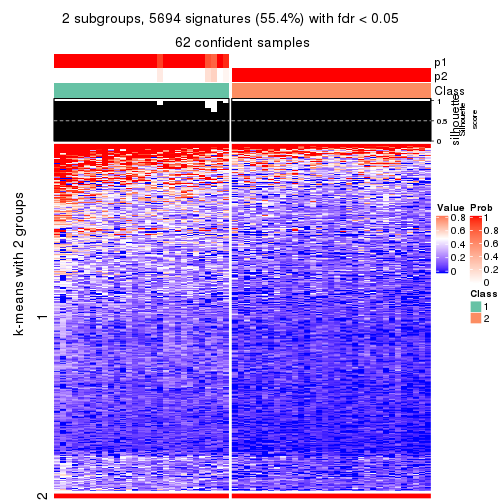 2 subgroups, 5694 signatures (55.4%) with fdr < 0.05
62 confident samples
p1
p2
Class
1
0.5
0
silhouette
Silhouette
score
k-means with 2 groups
1
2
Value
0.8
0.6
0.4
0.2
0
Prob
1
0.8
0.6
0.4
0.2
0
Class
1
2